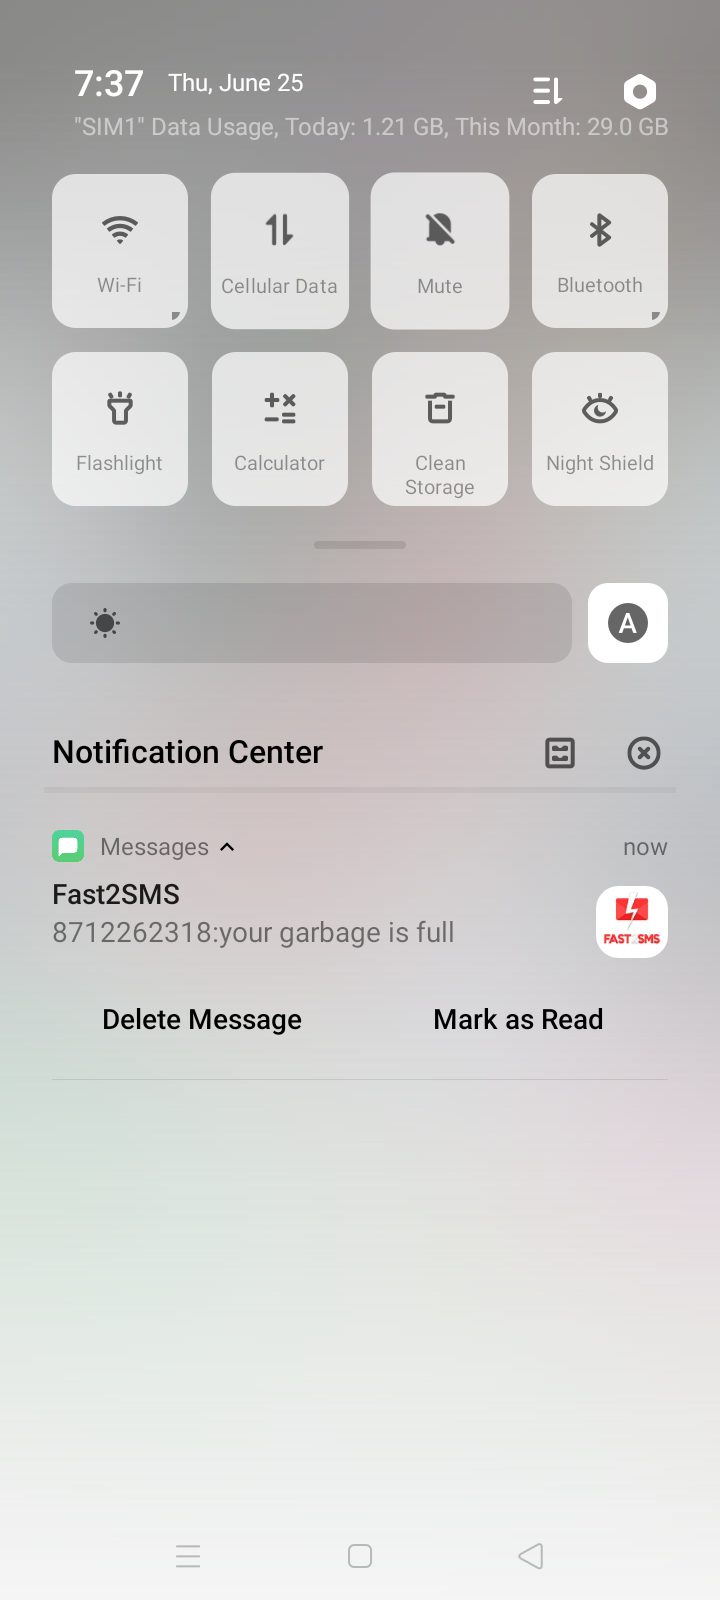 7:37 Thu, June 25
"SIM1" Data Usage, Today: 1.21 GB, This Month: 29.0 GB
Wi-Fi Cellular Data Mute Bluetooth
Flashlight Calculator Clean Storage Night Shield
A
Notification Center
Messages now
Fast2SMS
8712262318:your garbage is full
FAST2SMS
Delete Message Mark as Read